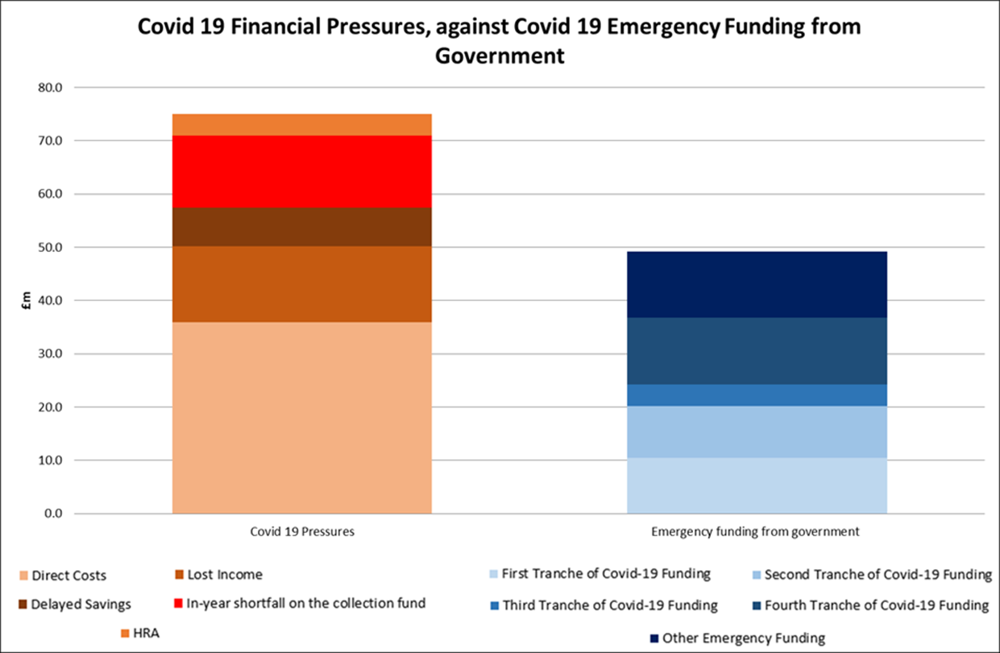 Covid 19 Financial Pressures, against Covid 19 Emergency Funding from
Government
80.0
70.0
60.0
50.0
40.0
30.0
20.0
10.0
0.0
£m
Covid 19 Pressures
Emergency funding from government
Direct Costs
Lost Income
Delayed Savings
In-year shortfall on the collection fund
HRA
First Tranche of Covid-19 Funding
Second Tranche of Covid-19 Funding
Third Tranche of Covid-19 Funding
Fourth Tranche of Covid-19 Funding
Other Emergency Funding